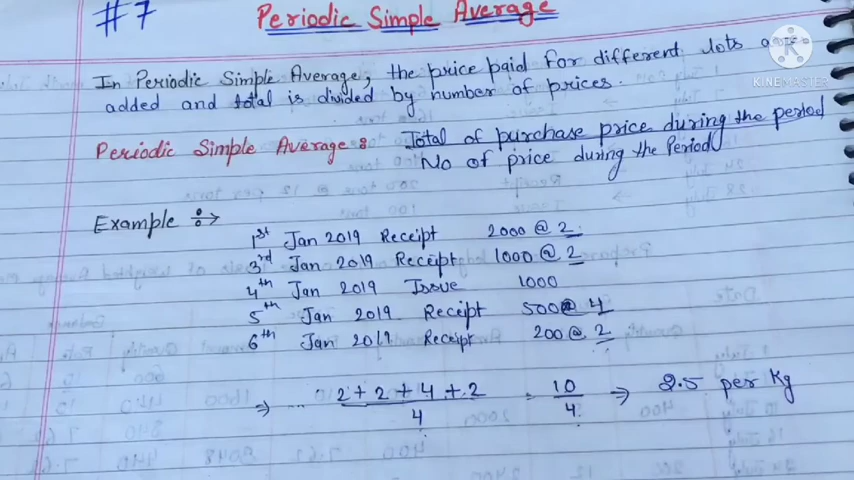 #7
Periodic Simple Average
In Periodic Simple Average, the price paid for different lots are
added and total is divided by number of prices.
KINEMASTER
Periodic Simple Average : Total of purchase price during the period
No of price during the Period
Example ÷→
1st Jan 2019 Receipt 2000 @ 2
3rd Jan 2019 Receipt 1000 @ 2
4th Jan 2019 Issue 1000
5th Jan 2019 Receipt 500 @ 4
6th Jan 2019 Receipt 200 @ 2
⇒ 2 + 2 + 4 + 2 = 10 → 2.5 per Kg
4 4